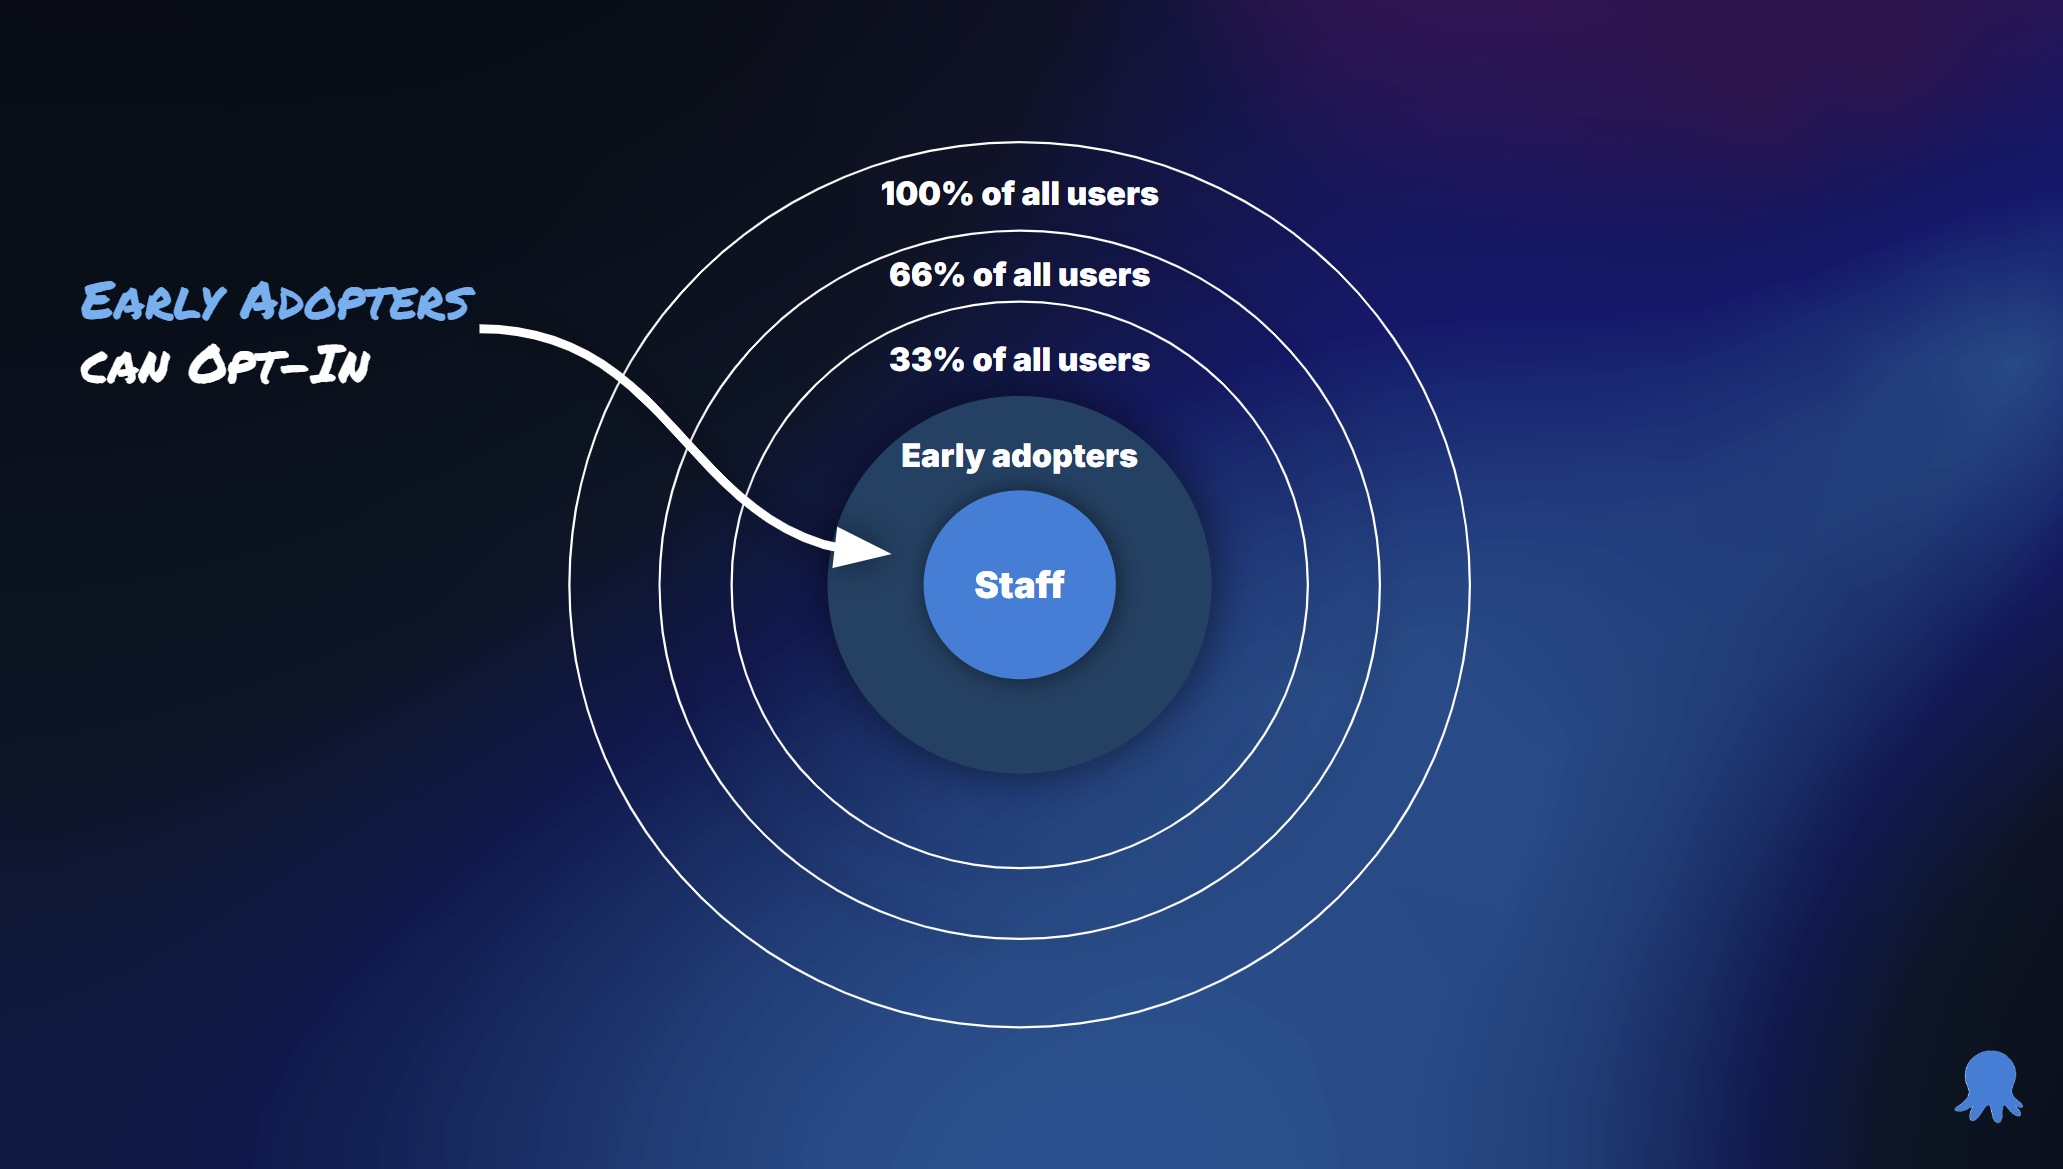 100% of all users
66% of all users
Early Adopters
can Opt-In
33% of all users
Early adopters
Staff